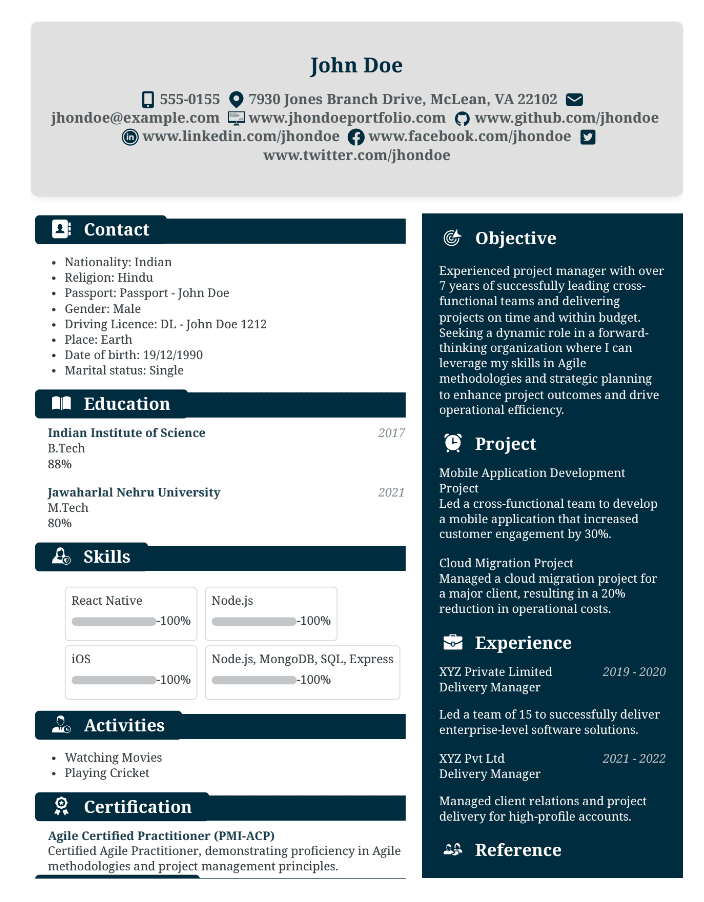 John Doe
555-0155 7930 Jones Branch Drive, McLean, VA 22102
jhondoe@example.com www.jhondoeportfolio.com www.github.com/jhondoe
www.linkedin.com/jhondoe www.facebook.com/jhondoe
www.twitter.com/jhondoe
Contact
• Nationality: Indian
• Religion: Hindu
• Passport: Passport - John Doe
• Gender: Male
• Driving Licence: DL - John Doe 1212
• Place: Earth
• Date of birth: 19/12/1990
• Marital status: Single
Education
Indian Institute of Science 2017
B.Tech
88%
Jawaharlal Nehru University 2021
M.Tech
80%
Skills
React Native
-100%
Node.js
-100%
iOS
-100%
Node.js, MongoDB, SQL, Express
-100%
Activities
• Watching Movies
• Playing Cricket
Certification
Agile Certified Practitioner (PMI-ACP)
Certified Agile Practitioner, demonstrating proficiency in Agile
methodologies and project management principles.
Objective
Experienced project manager with over
7 years of successfully leading cross-
functional teams and delivering
projects on time and within budget.
Seeking a dynamic role in a forward-
thinking organization where I can
leverage my skills in Agile
methodologies and strategic planning
to enhance project outcomes and drive
operational efficiency.
Project
Mobile Application Development
Project
Led a cross-functional team to develop
a mobile application that increased
customer engagement by 30%.
Cloud Migration Project
Managed a cloud migration project for
a major client, resulting in a 20%
reduction in operational costs.
Experience
XYZ Private Limited 2019 - 2020
Delivery Manager
Led a team of 15 to successfully deliver
enterprise-level software solutions.
XYZ Pvt Ltd 2021 - 2022
Delivery Manager
Managed client relations and project
delivery for high-profile accounts.
Reference